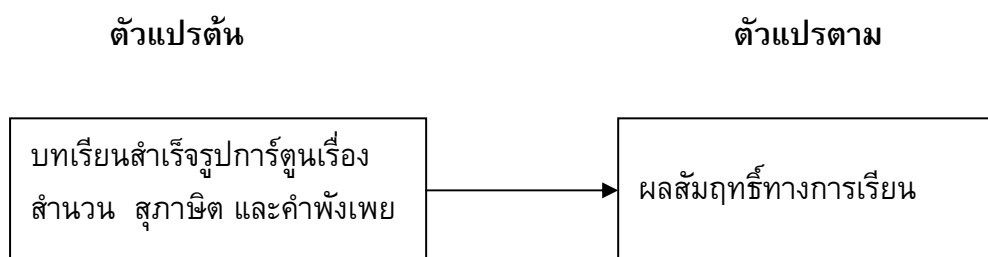 ตัวแปรต้น
ตัวแปรตาม
บทเรียนสำเร็จรูปการ์ตูนเรื่อง
สำนวน สุภาษิต และคำพังเพย
ผลสัมฤทธิ์ทางการเรียน